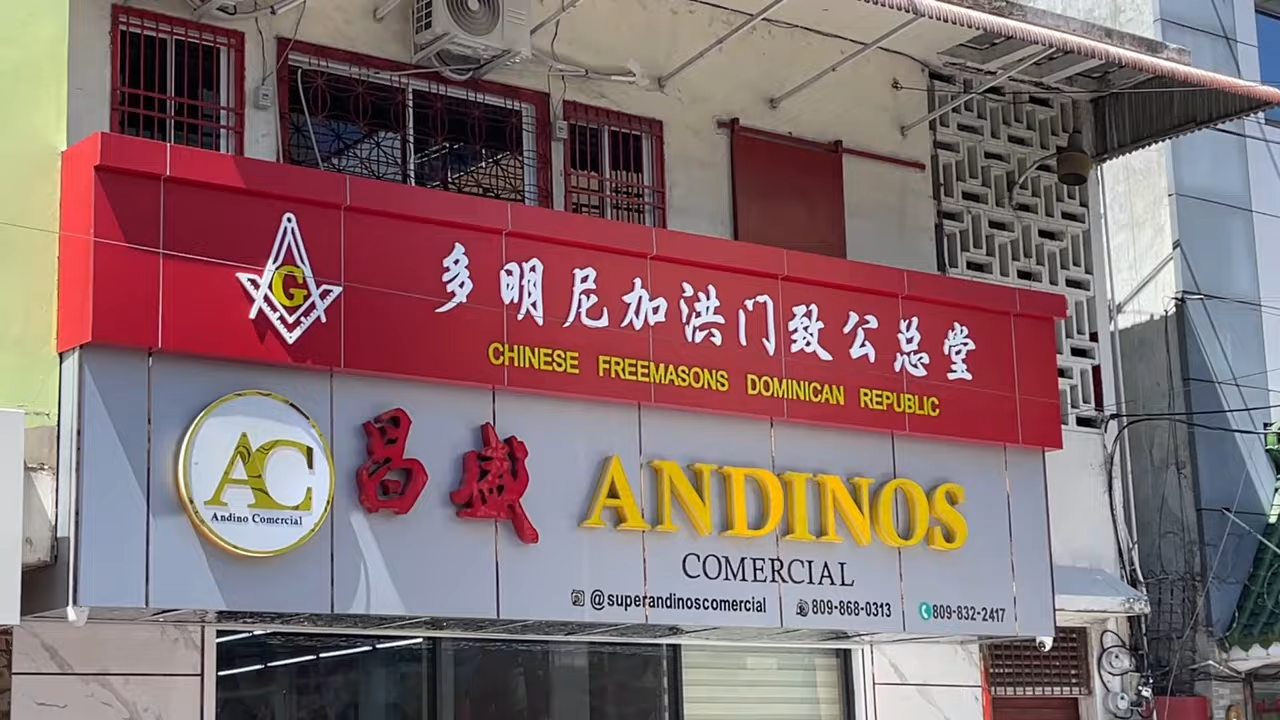 G
多明尼加洪门致公总堂
CHINESE FREEMASONS DOMINICAN REPUBLIC
AC
Andino Comercial
昌盛
ANDINOS
COMERCIAL
@superandinoscomercial 809-868-0313 809-832-2417